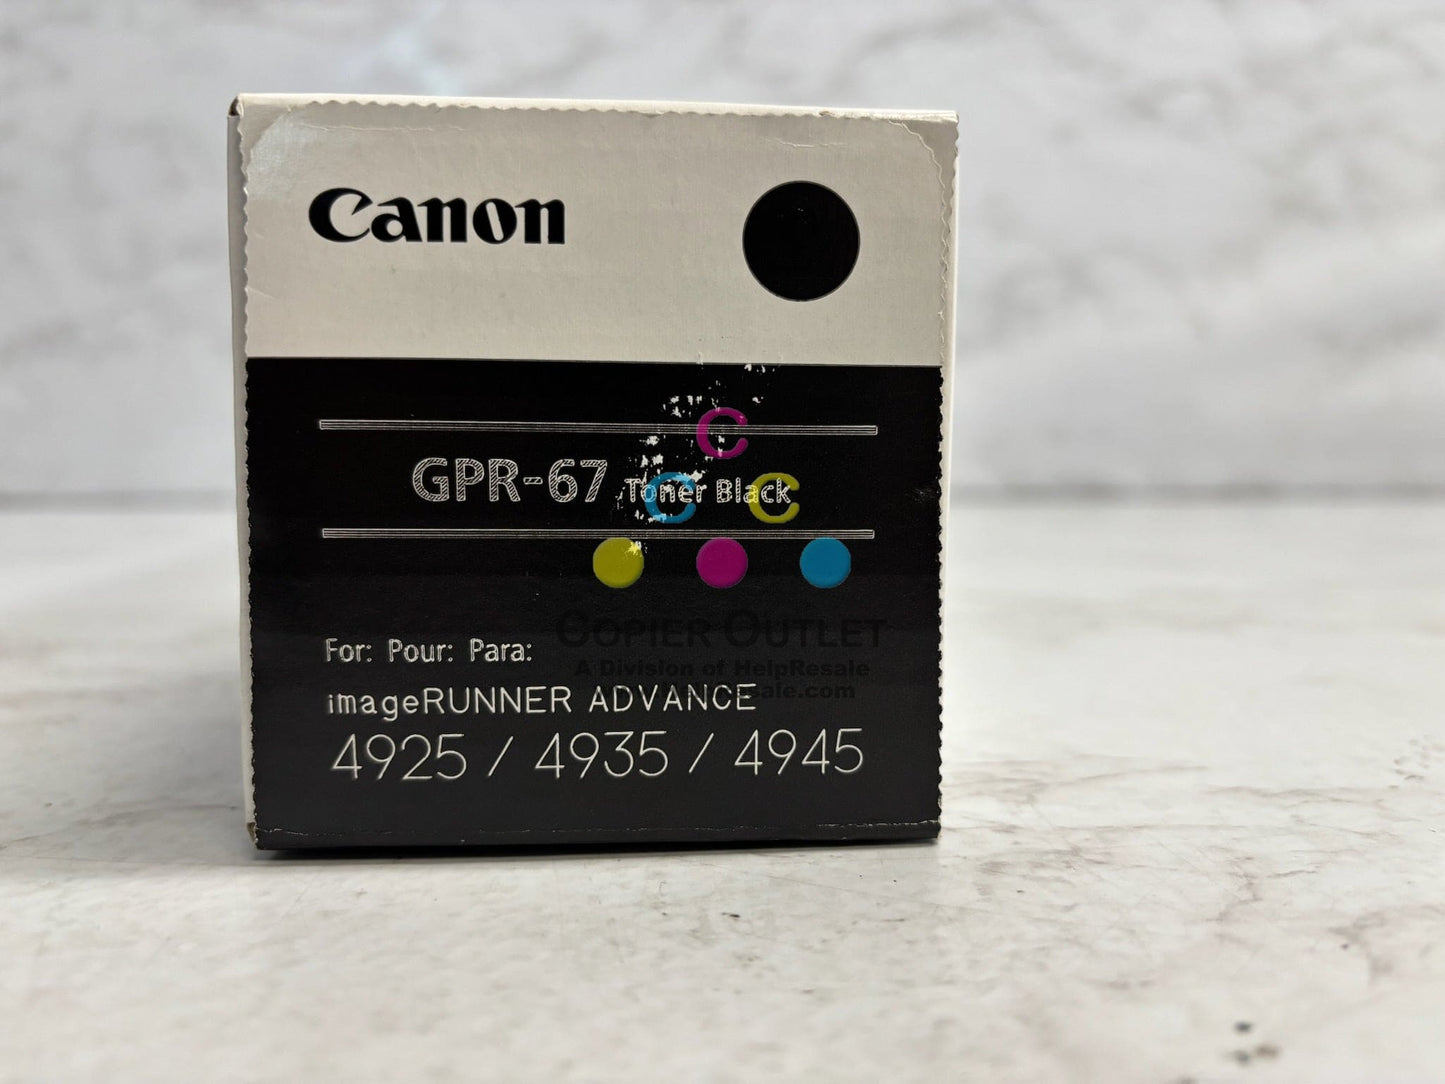 Canon
GPR-67 Toner Black
C
C C
COPIER OUTLET
A Division of HelpResale
For: Pour: Para:
imageRUNNER ADVANCE
4925 / 4935 / 4945